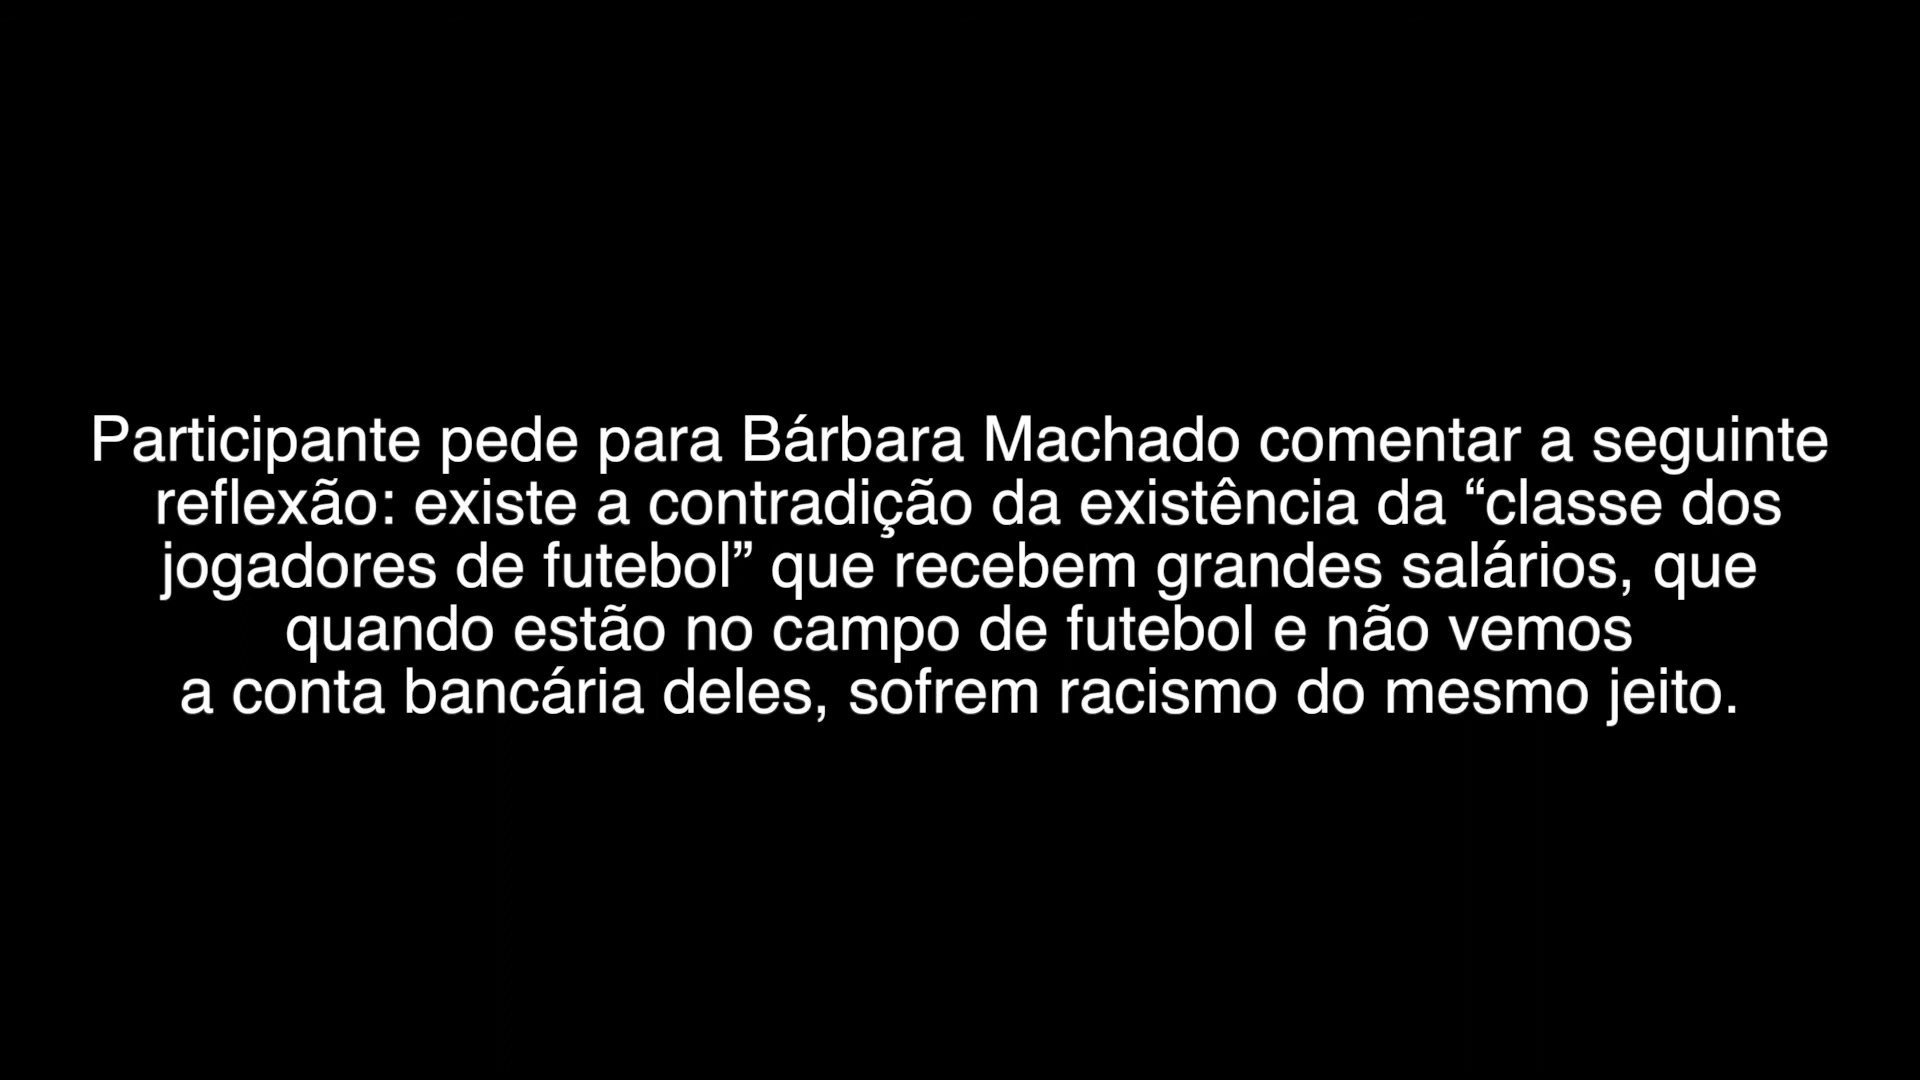 Participante pede para Bárbara Machado comentar a seguinte
reflexão: existe a contradição da existência da “classe dos
jogadores de futebol” que recebem grandes salários, que
quando estão no campo de futebol e não vemos
a conta bancária deles, sofrem racismo do mesmo jeito.